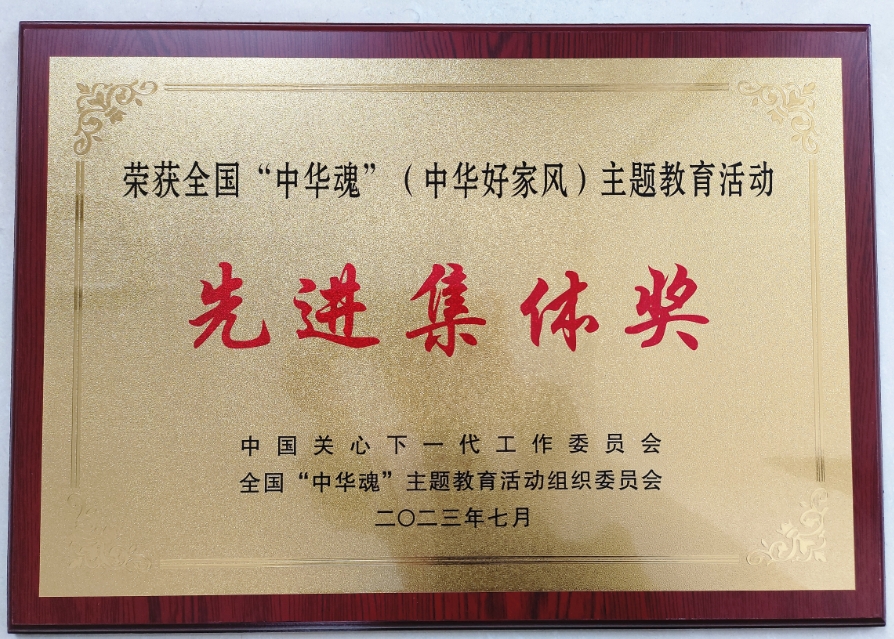 荣获全国“中华魂”（中华好家风）主题教育活动
先进集体奖
中国关心下一代工作委员会
全国“中华魂”主题教育活动组织委员会
二〇二三年七月